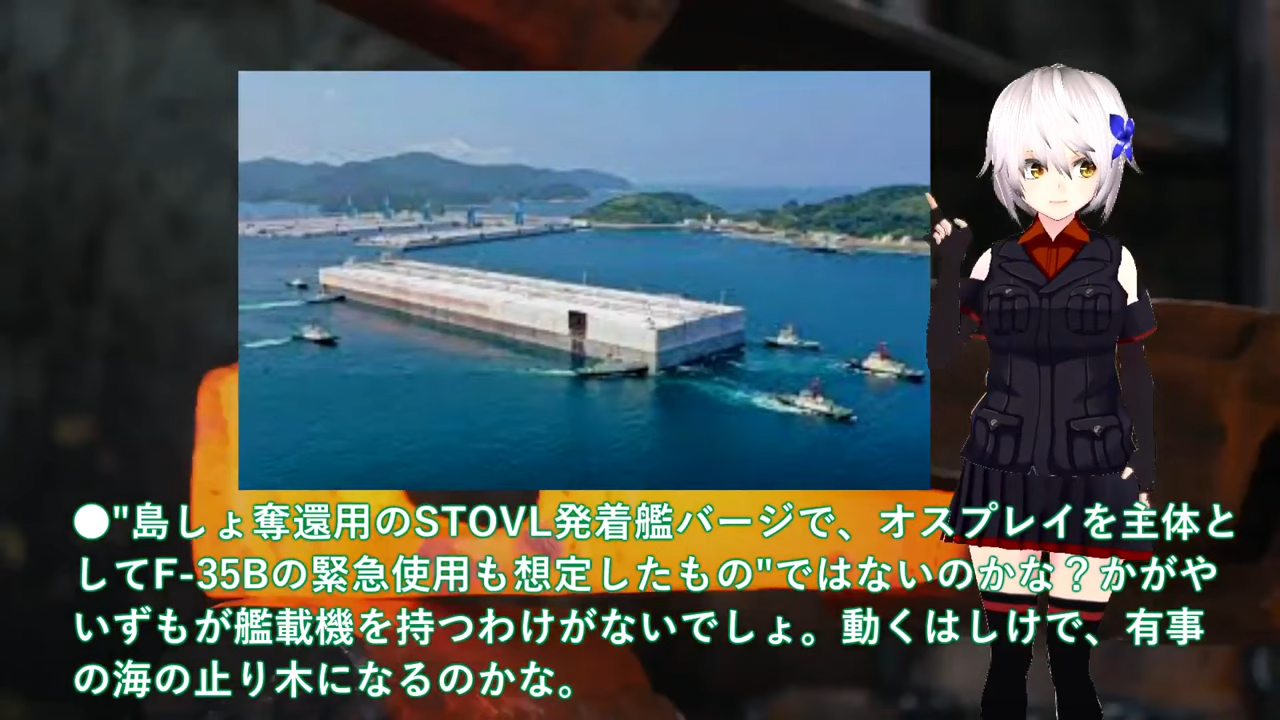 ●"島しょ奪還用のSTOVL発着艦バージで、オスプレイを主体と
してF-35Bの緊急使用も想定したもの"ではないのかな？かがや
いずもが艦載機を持つわけがないでしょ。動くはしけで、有事
の海の止り木になるのかな。